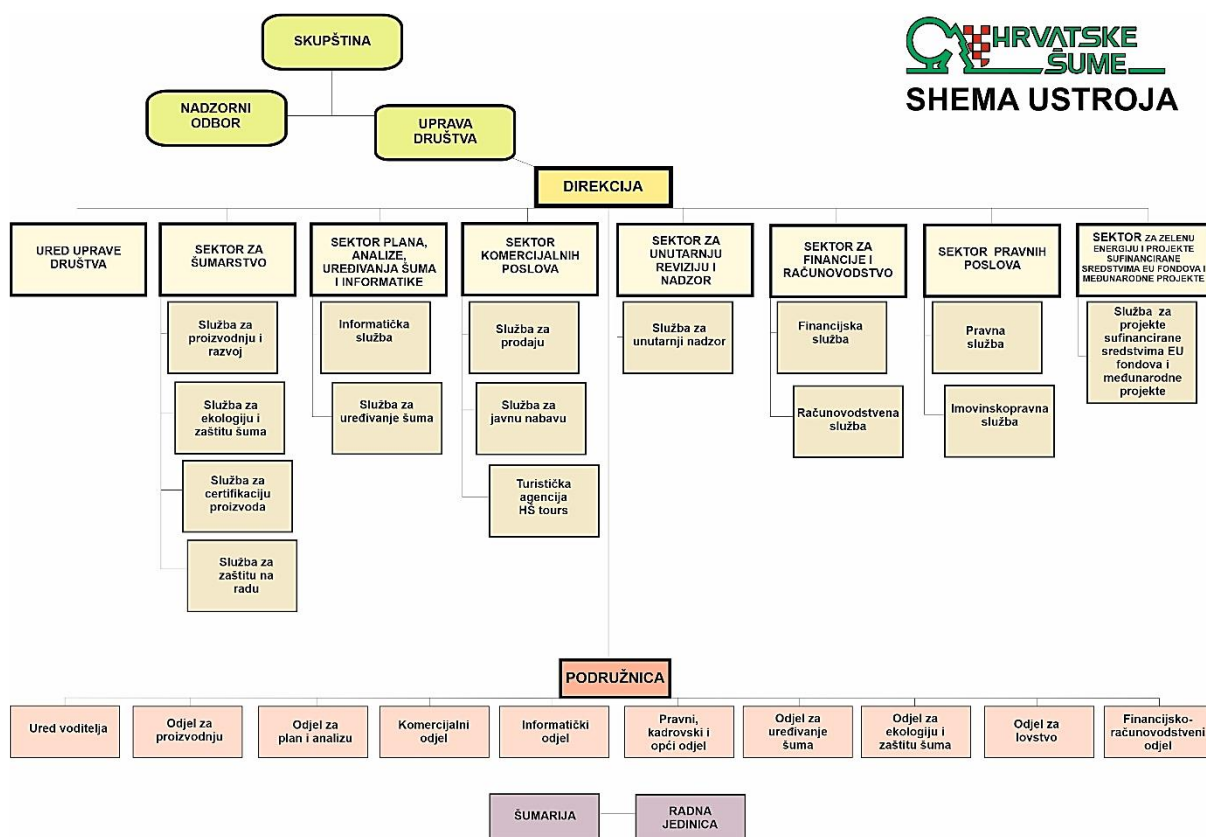 SKUPŠTINA
HRVATSKE
ŠUME
SHEMA USTROJA
NADZORNI
ODBOR
UPRAVA
DRUŠTVA
DIREKCIJA
URED UPRAVE
DRUŠTVA
SEKTOR ZA
ŠUMARSTVO
SEKTOR PLANA,
ANALIZE,
UREĐIVANJA ŠUMA
I INFORMATIKE
SEKTOR
KOMERCIJALNIH
POSLOVA
SEKTOR ZA
UNUTARNJU
REVIZIJU I
NADZOR
SEKTOR ZA
FINANCIJE I
RAČUNOVODSTVO
SEKTOR PRAVNIH
POSLOVA
SEKTOR ZA ZELENU
ENERGIJU I PROJEKTE
SUFINANCIRANE
SREDSTVIMA EU FONDOVA I
MEĐUNARODNE PROJEKTE
Služba za
proizvodnju i
razvoj
Služba za
ekologiju i
zaštitu šuma
Služba za
certifikaciju
proizvoda
Služba za
zaštitu na
radu
Informatička
služba
Služba za
uređivanje šuma
Služba za
prodaju
Služba za
javnu nabavu
Turistička
agencija
HŠ tours
Služba za
unutarnji nadzor
Financijska
služba
Računovodstvena
služba
Pravna
služba
Imovinskopravna
služba
Služba za
projekte
sufinancirane
sredstvima EU
fondova i
međunarodne
projekte
PODRUŽNICA
Ured voditelja
Odjel za
proizvodnju
Odjel za
plan i analizu
Komercijalni
odjel
Informatički
odjel
Pravni,
kadrovski i
opći odjel
Odjel za
uređivanje
šuma
Odjel za
ekologiju i
zaštitu šuma
Odjel za
lovstvo
Financijsko-
računovodstveni
odjel
ŠUMARIJA
RADNA
JEDINICA